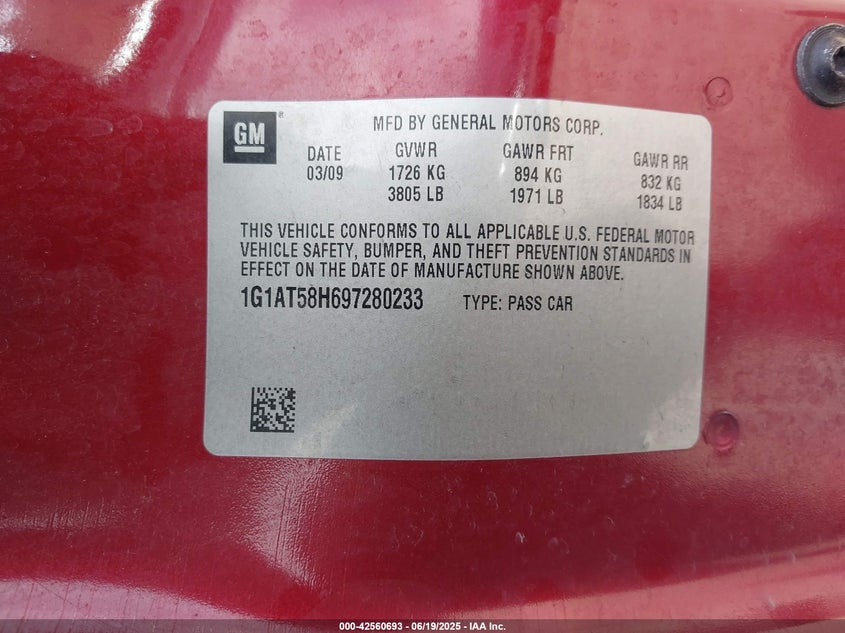 GM ®
MFD BY GENERAL MOTORS CORP.
DATE GVWR GAWR FRT GAWR RR
03/09 1726 KG 894 KG 832 KG
3805 LB 1971 LB 1834 LB
THIS VEHICLE CONFORMS TO ALL APPLICABLE U.S. FEDERAL MOTOR
VEHICLE SAFETY, BUMPER, AND THEFT PREVENTION STANDARDS IN
EFFECT ON THE DATE OF MANUFACTURE SHOWN ABOVE.
1G1AT58H697280233 TYPE: PASS CAR
000-42560693 - 06/19/2025 - IAA Inc.